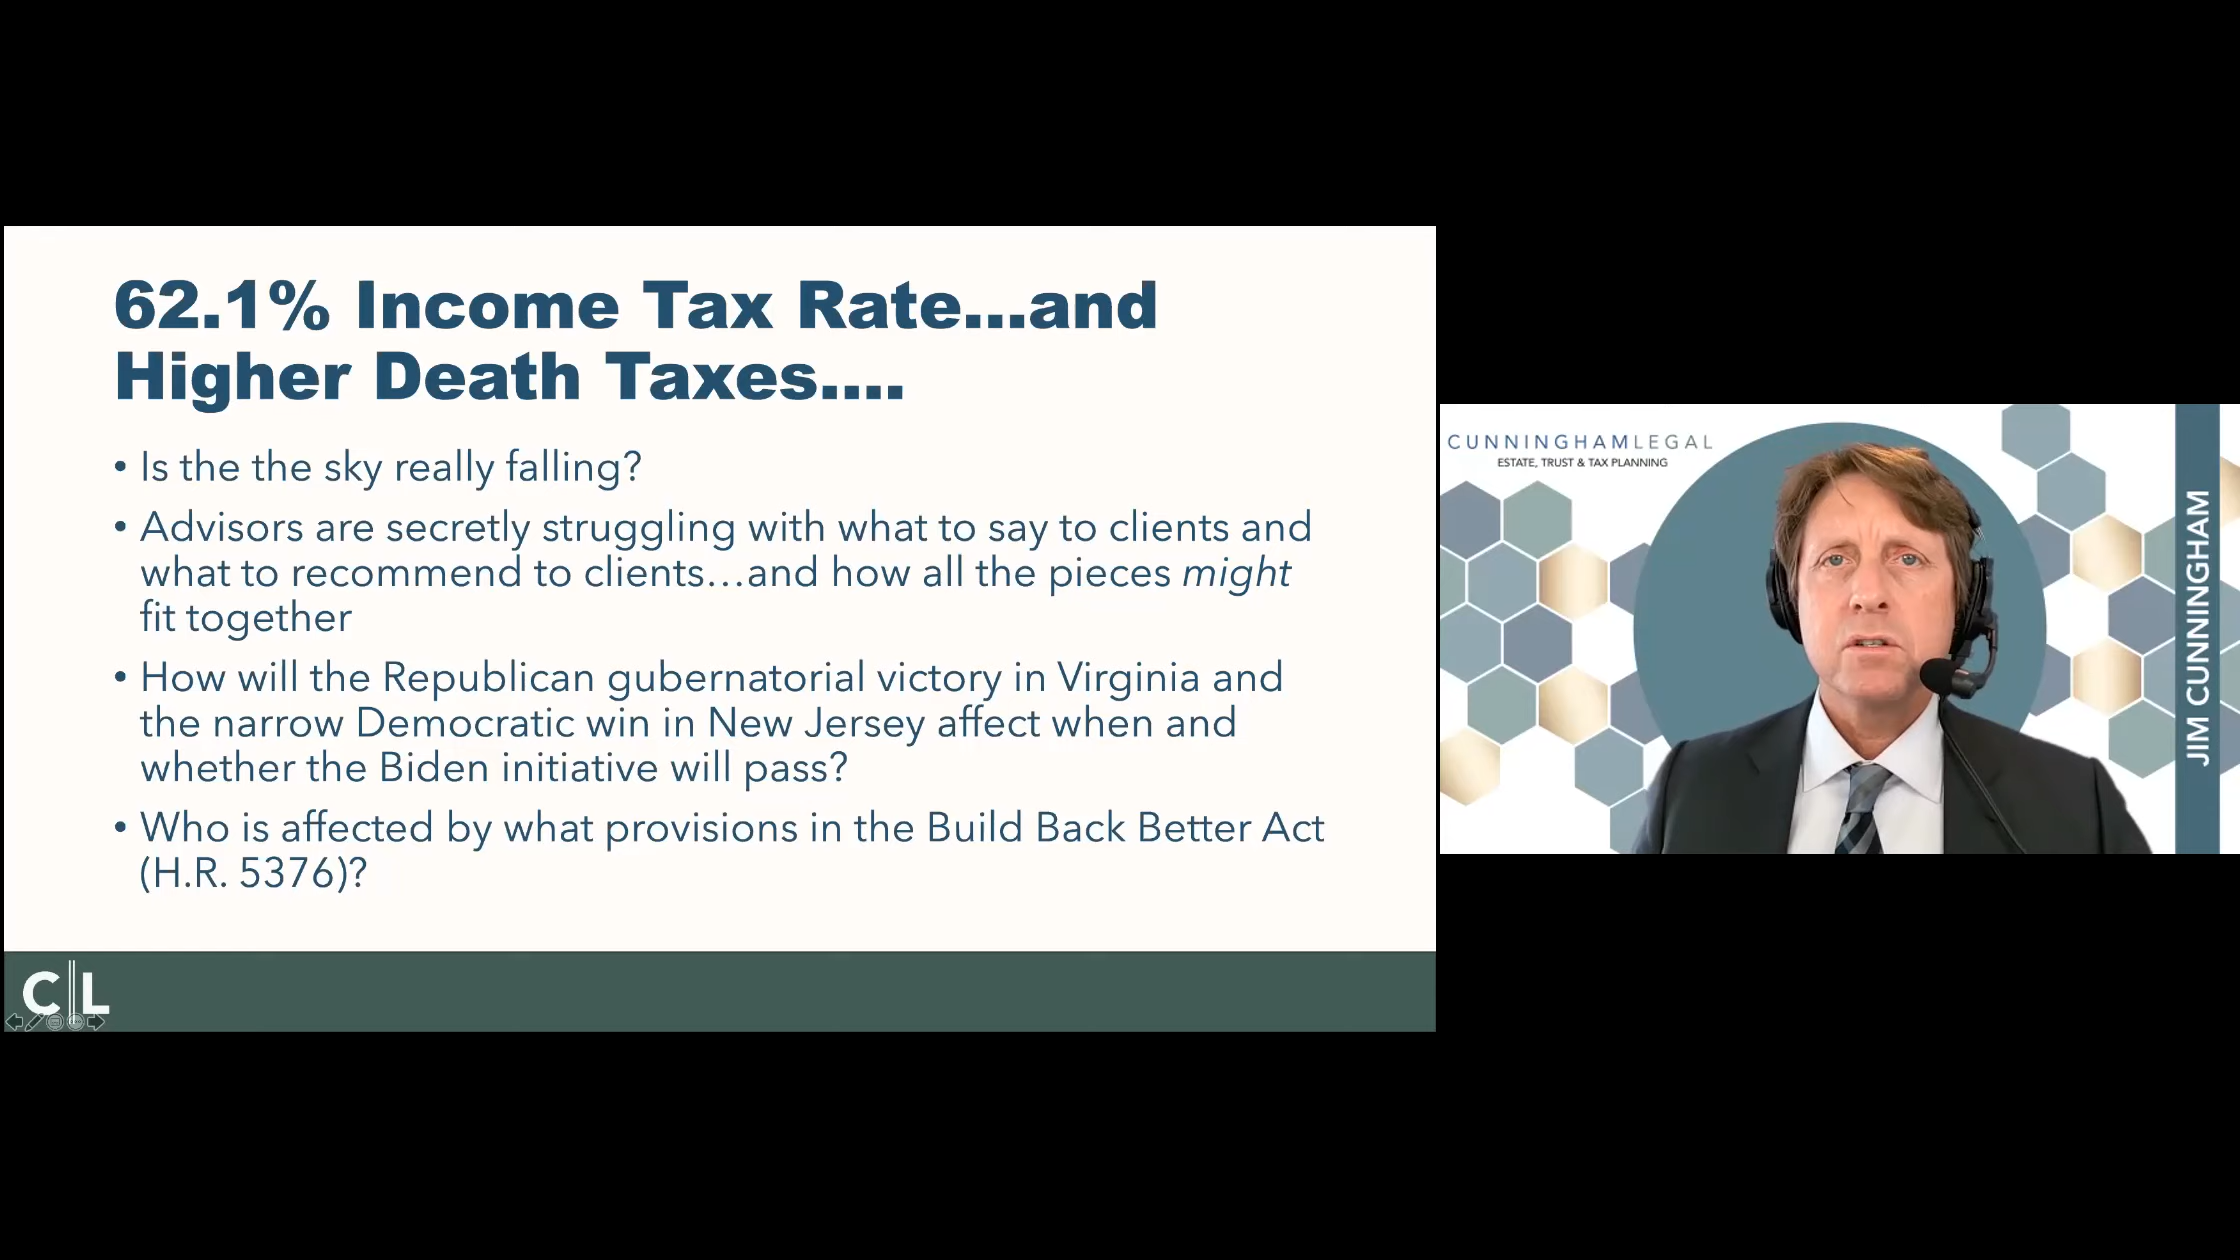 62.1% Income Tax Rate...and
Higher Death Taxes....
• Is the the sky really falling?
• Advisors are secretly struggling with what to say to clients and
what to recommend to clients...and how all the pieces might
fit together
• How will the Republican gubernatorial victory in Virginia and
the narrow Democratic win in New Jersey affect when and
whether the Biden initiative will pass?
• Who is affected by what provisions in the Build Back Better Act
(H.R. 5376)?
C L
CUNNINGHAMLEGAL
ESTATE, TRUST & TAX PLANNING
JIM CUNNINGHAM